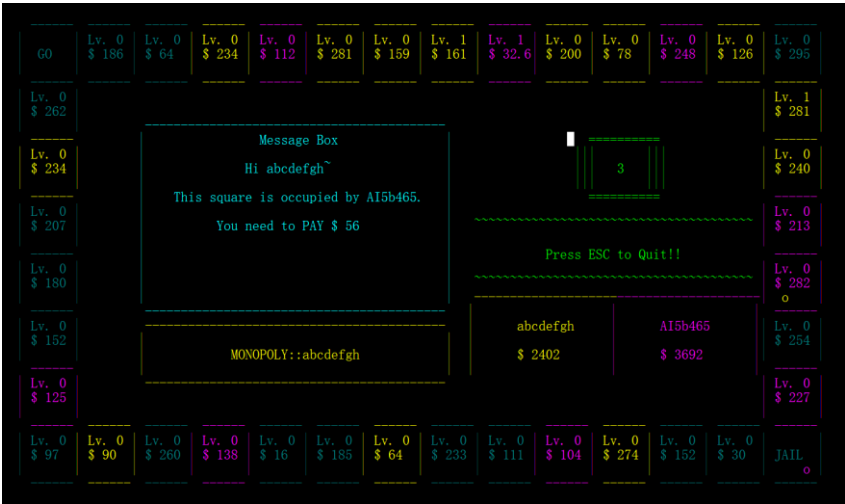 GO Lv. 0 Lv. 0 Lv. 0 Lv. 0 Lv. 0 Lv. 0 Lv. 1 Lv. 1 Lv. 0 Lv. 0 Lv. 0 Lv. 0 Lv. 0
$ 186 $ 64 $ 234 $ 112 $ 281 $ 159 $ 161 $ 32.6 $ 200 $ 78 $ 248 $ 126 $ 295
Lv. 0 Lv. 1
$ 262 $ 281
Message Box
Lv. 0 Lv. 0
$ 234 Hi abcdefgh~ 3 $ 240
This square is occupied by AI5b465.
Lv. 0 Lv. 0
$ 207 You need to PAY $ 56 $ 213
Press ESC to Quit!!
Lv. 0 Lv. 0
$ 180 $ 282
o
Lv. 0 abcdefgh AI5b465 Lv. 0
$ 152 $ 254
MONOPOLY::abcdefgh $ 2402 $ 3692
Lv. 0 Lv. 0
$ 125 $ 227
Lv. 0 Lv. 0 Lv. 0 Lv. 0 Lv. 0 Lv. 0 Lv. 0 Lv. 0 Lv. 0 Lv. 0 Lv. 0 Lv. 0 Lv. 0
$ 97 $ 90 $ 260 $ 138 $ 16 $ 185 $ 64 $ 233 $ 111 $ 104 $ 274 $ 152 $ 30 JAIL
o